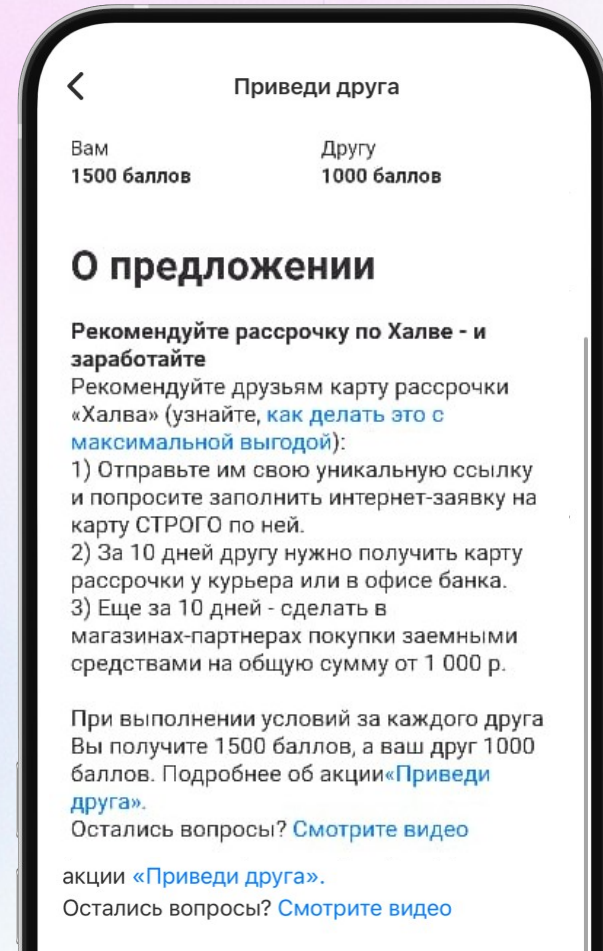 Приведи друга
Вам
Другу
1500 баллов
1000 баллов
О предложении
Рекомендуйте рассрочку по Халве - и
заработайте
Рекомендуйте друзьям карту рассрочки
«Халва» (узнайте, как делать это с
максимальной выгодой):
1) Отправьте им свою уникальную ссылку
и попросите заполнить интернет-заявку на
карту СТРОГО по ней.
2) За 10 дней другу нужно получить карту
рассрочки у курьера или в офисе банка.
3) Еще за 10 дней - сделать в
магазинах-партнерах покупки заемными
средствами на общую сумму от 1 000 р.
При выполнении условий за каждого друга
Вы получите 1500 баллов, а ваш друг 1000
баллов. Подробнее об акции«Приведи
друга».
Остались вопросы? Смотрите видео
акции «Приведи друга».
Остались вопросы? Смотрите видео